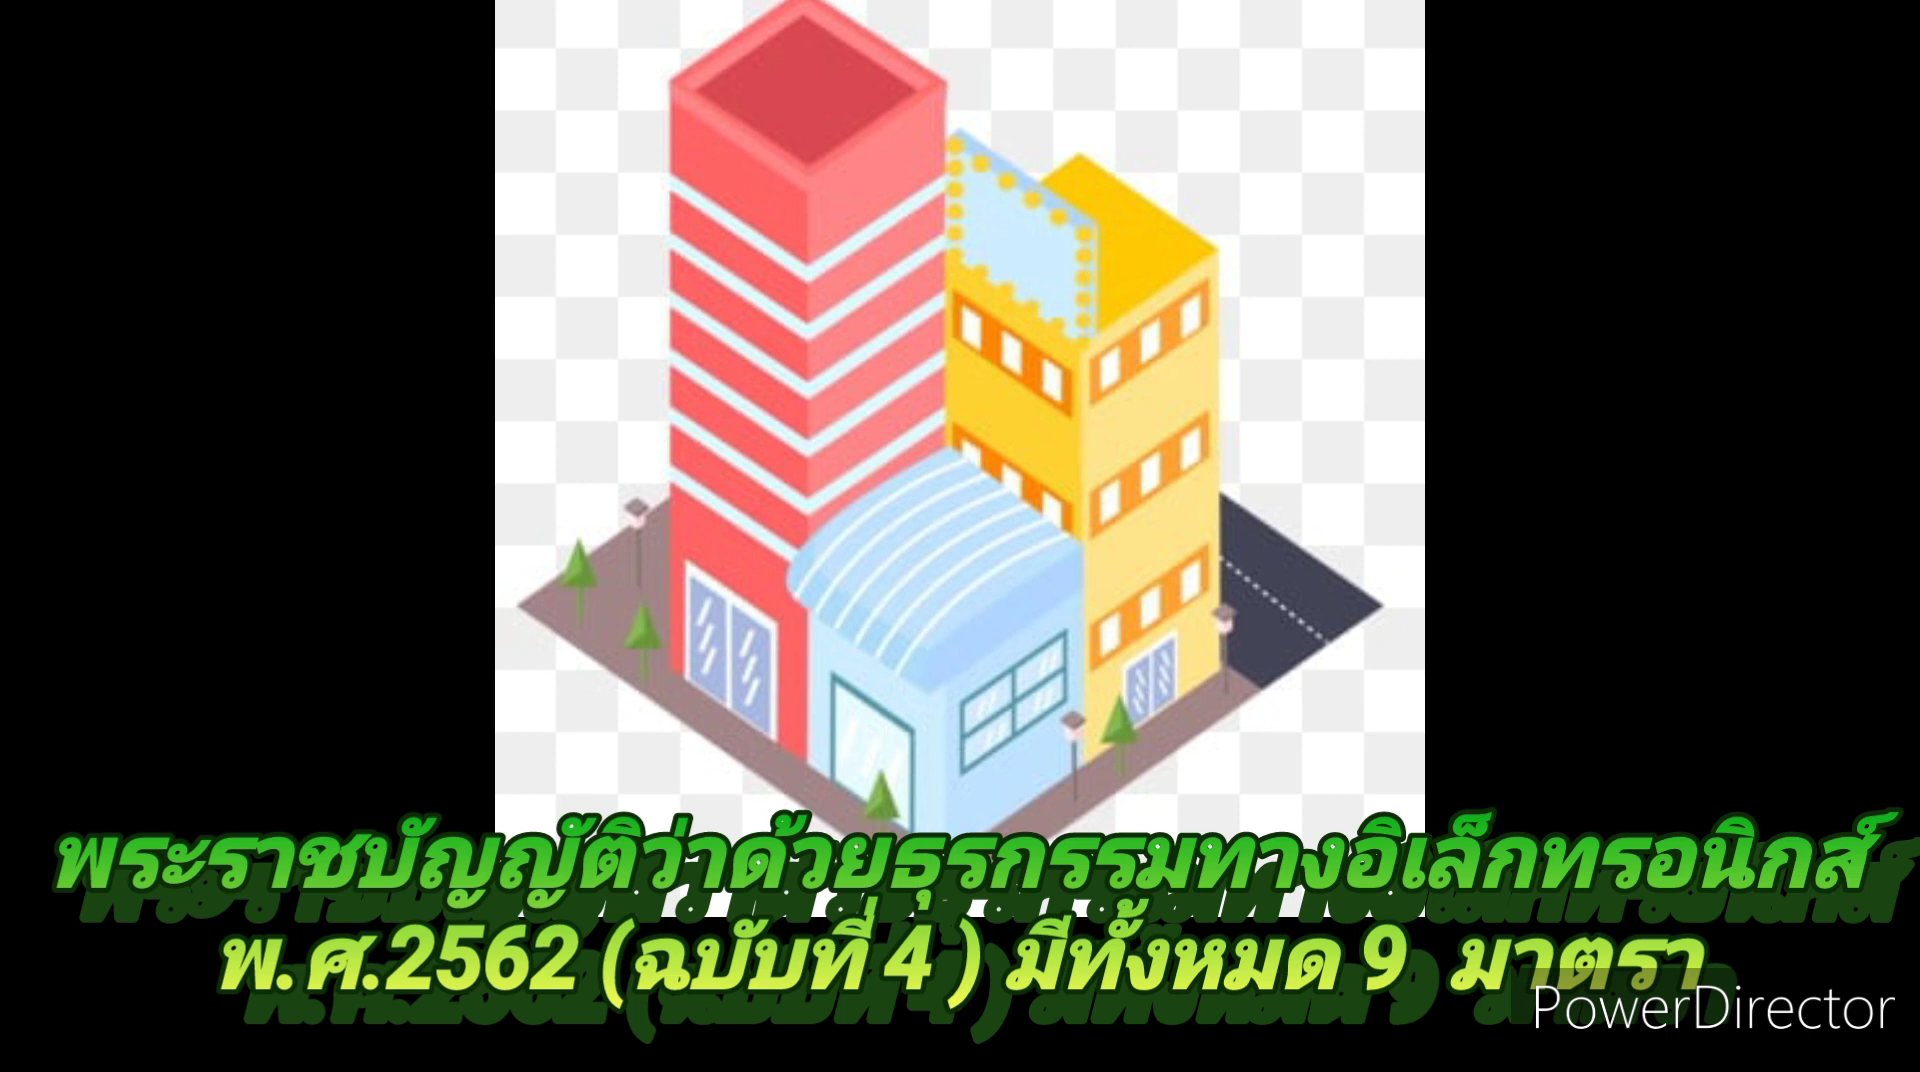 พระราชบัญญัติว่าด้วยธุรกรรมทางอิเล็กทรอนิกส์
พ.ศ.2562 (ฉบับที่ 4 ) มีทั้งหมด 9 มาตรา
PowerDirector